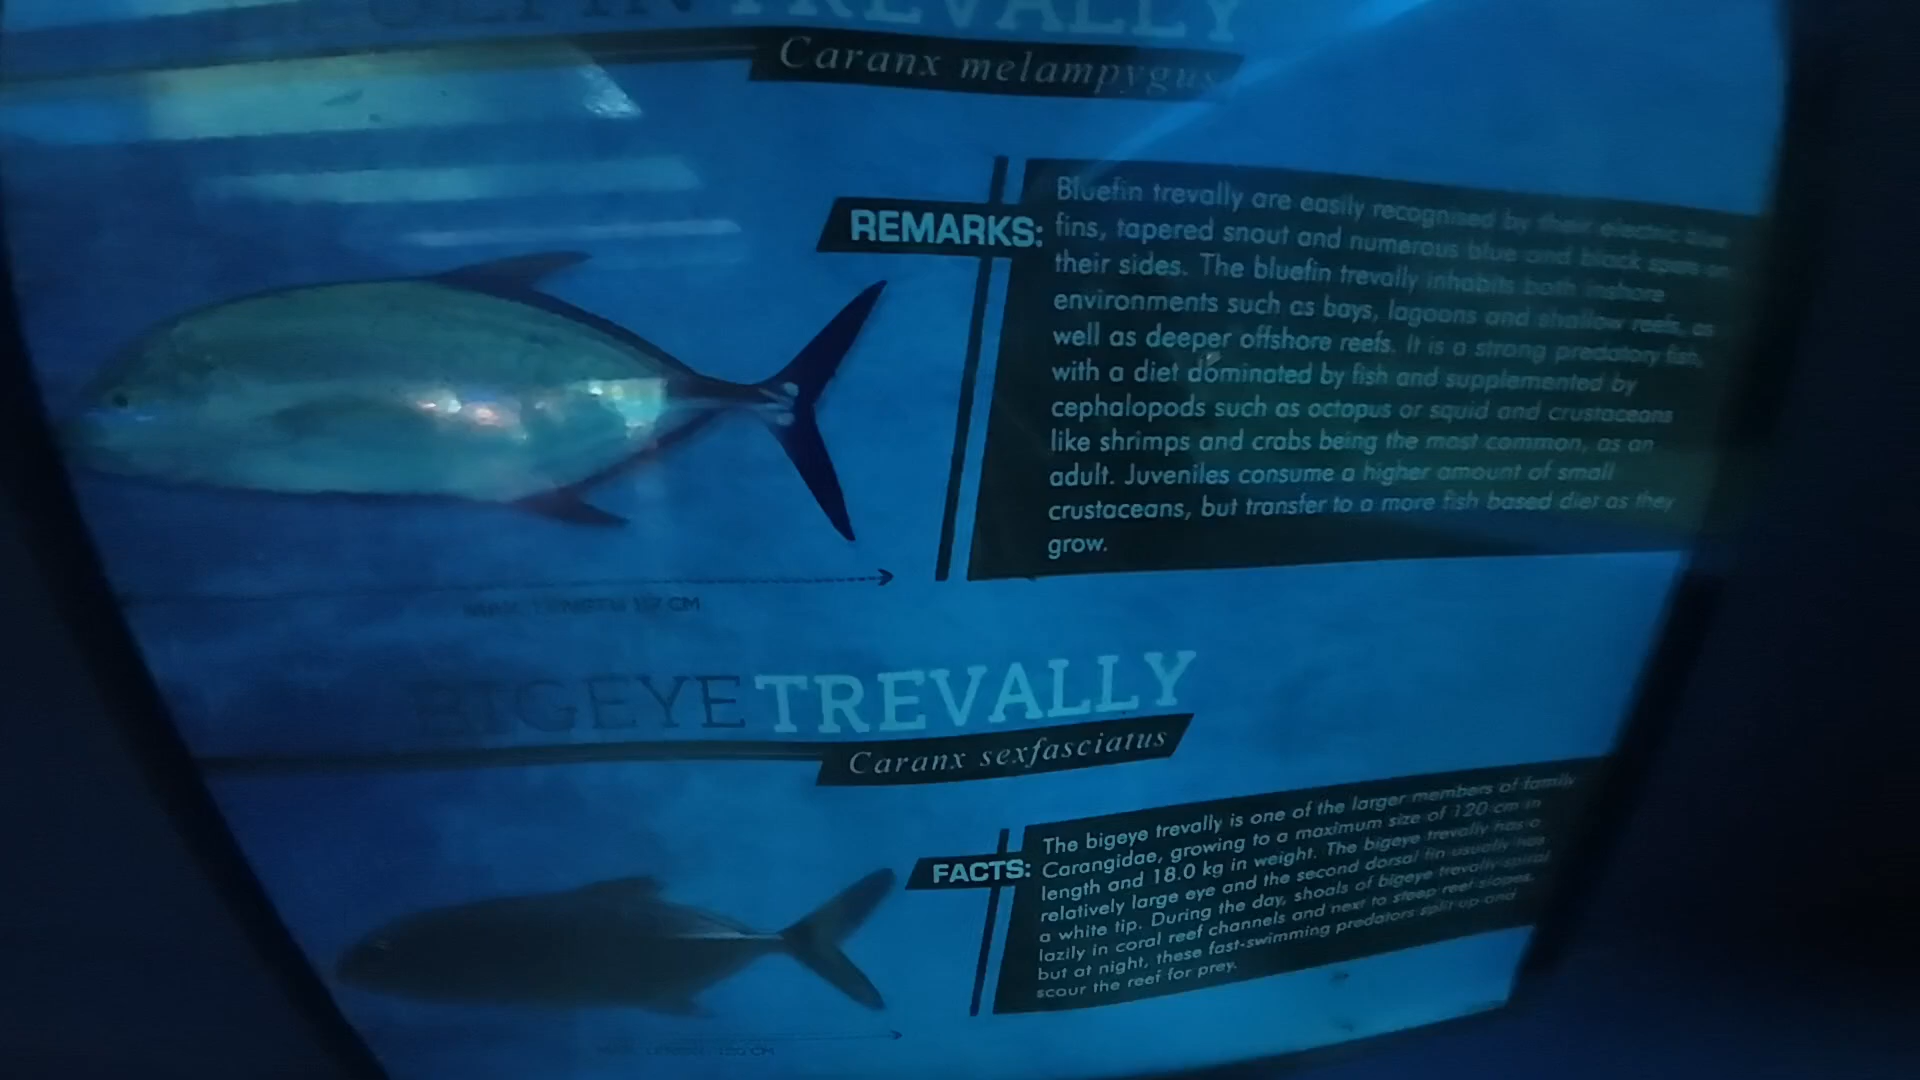 TREVALLY
Caranx melampygus
REMARKS:
Bluefin trevally are easily recognised by their electric blue
fins, tapered snout and numerous blue and black spots on
their sides. The bluefin trevally inhabits both inshore
environments such as bays, lagoons and shallow reefs, as
well as deeper offshore reefs. It is a strong predatory fish,
with a diet dominated by fish and supplemented by
cephalopods such as octopus or squid and crustaceans
like shrimps and crabs being the most common, as an
adult. Juveniles consume a higher amount of small
crustaceans, but transfer to a more fish based diet as they
grow.
CM
BIGEYE TREVALLY
Caranx sexfasciatus
FACTS:
The bigeye trevally is one of the larger members of family
Carangidae, growing to a maximum size of 120 cm in
length and 18.0 kg in weight. The bigeye trevally has a
relatively large eye and the second dorsal fin usually has
a white tip. During the day, shoals of bigeye trevally spiral
lazily in coral reef channels and next to steep reef slopes,
but at night, these fast-swimming predators split up and
scour the reef for prey.
CM